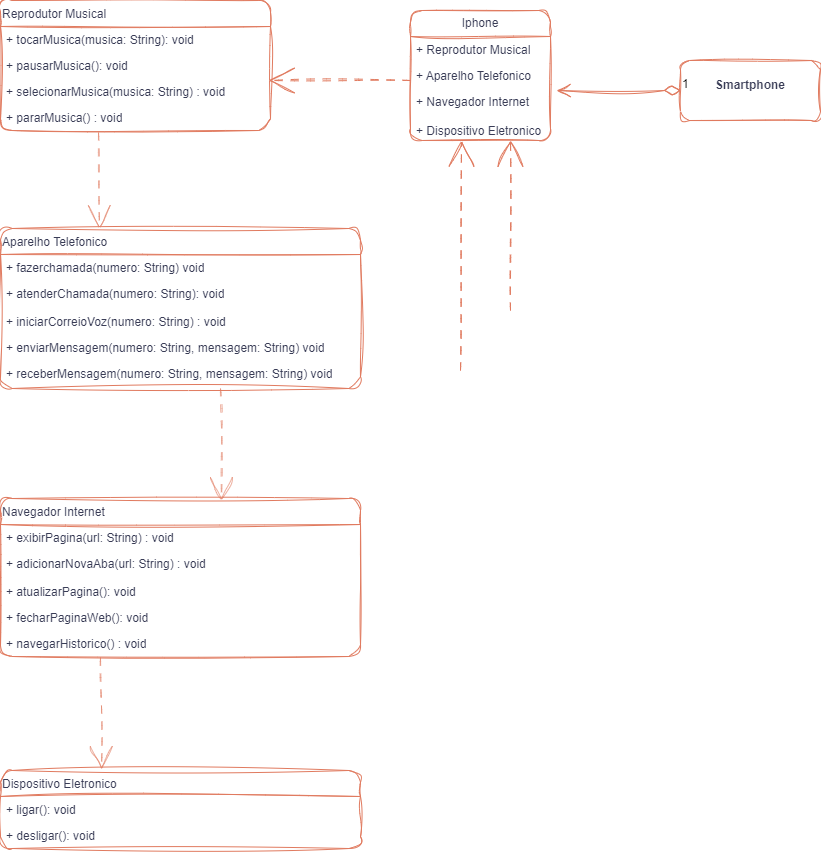 Reprodutor Musical
+ tocarMusica(musica: String): void
+ pausarMusica(): void
+ selecionarMusica(musica: String) : void
+ pararMusica() : void
Iphone
+ Reprodutor Musical
+ Aparelho Telefonico
+ Navegador Internet
+ Dispositivo Eletronico
1
Smartphone
Aparelho Telefonico
+ fazerchamada(numero: String) void
+ atenderChamada(numero: String): void
+ iniciarCorreioVoz(numero: String) : void
+ enviarMensagem(numero: String, mensagem: String) void
+ receberMensagem(numero: String, mensagem: String) void
Navegador Internet
+ exibirPagina(url: String) : void
+ adicionarNovaAba(url: String) : void
+ atualizarPagina(): void
+ fecharPaginaWeb(): void
+ navegarHistorico() : void
Dispositivo Eletronico
+ ligar(): void
+ desligar(): void